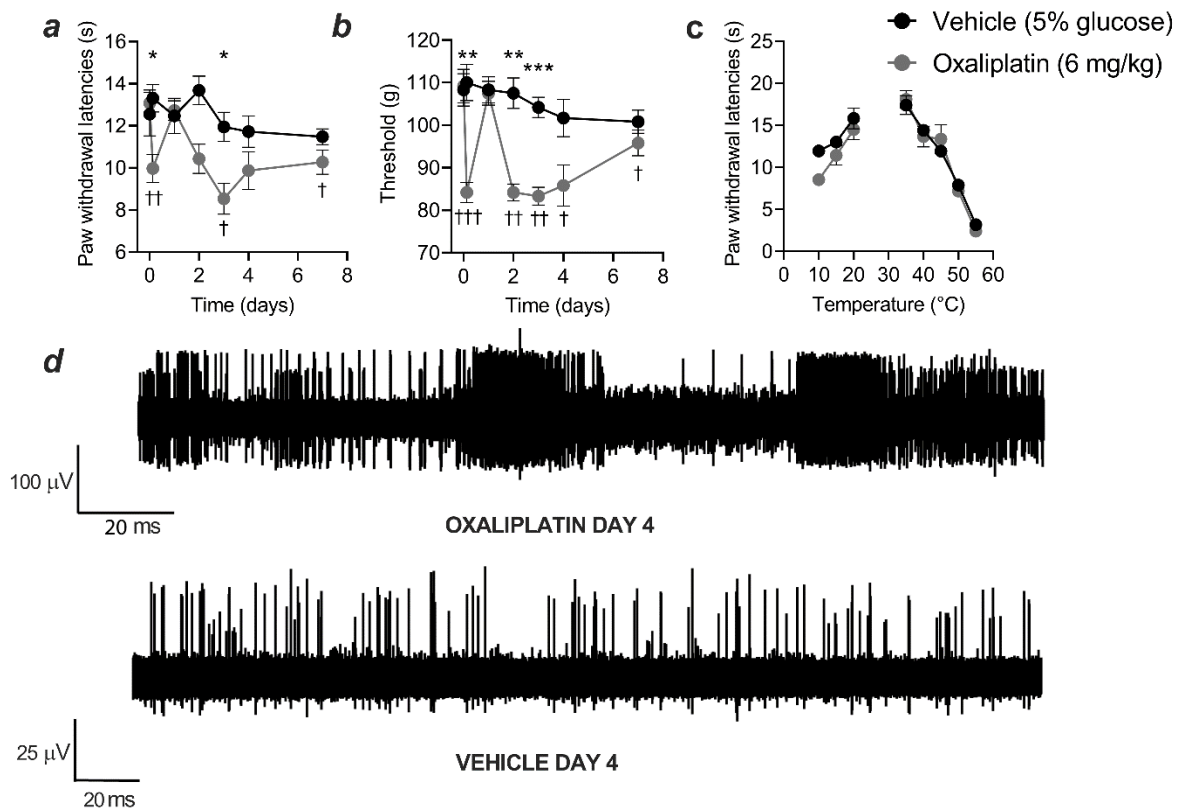 a
b
c
Vehicle (5% glucose)
Oxaliplatin (6 mg/kg)
Paw withdrawal latencies (s)
16
14
12
10
8
6
*
*
††
†
†
0
2
4
6
8
Time (days)
Threshold (g)
120
110
100
90
80
70
**
**
***
†††
††
††
†
†
0
2
4
6
8
Time (days)
Paw withdrawal latencies (s)
25
20
15
10
5
0
0
10
20
30
40
50
60
Temperature (°C)
d
100 µV
20 ms
OXALIPLATIN DAY 4
25 µV
20 ms
VEHICLE DAY 4